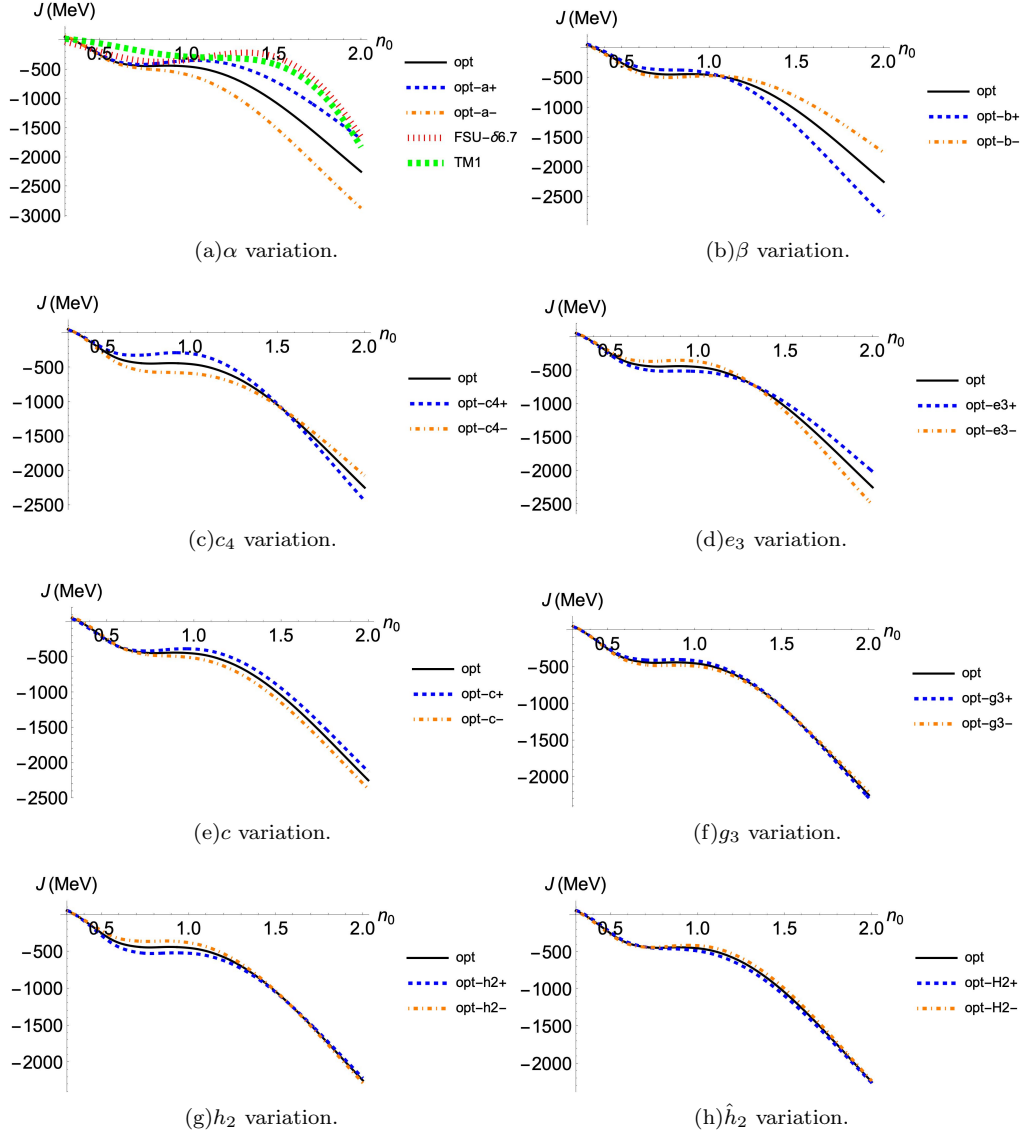 J (MeV)
n₀
0.5 1.0 1.5 2.0
−500
−1000
−1500
−2000
−2500
−3000
opt
opt-a+
opt-a-
FSU-δ6.7
TM1
(a)α variation.
J (MeV)
n₀
0.5 1.0 1.5 2.0
−500
−1000
−1500
−2000
−2500
opt
opt-b+
opt-b-
(b)β variation.
J (MeV)
n₀
0.5 1.0 1.5 2.0
−500
−1000
−1500
−2000
−2500
opt
opt-c4+
opt-c4-
(c)c₄ variation.
J (MeV)
n₀
0.5 1.0 1.5 2.0
−500
−1000
−1500
−2000
−2500
opt
opt-e3+
opt-e3-
(d)e₃ variation.
J (MeV)
n₀
0.5 1.0 1.5 2.0
−500
−1000
−1500
−2000
−2500
opt
opt-c+
opt-c-
(e)c variation.
J (MeV)
n₀
0.5 1.0 1.5 2.0
−500
−1000
−1500
−2000
opt
opt-g3+
opt-g3-
(f)g₃ variation.
J (MeV)
n₀
0.5 1.0 1.5 2.0
−500
−1000
−1500
−2000
opt
opt-h2+
opt-h2-
(g)h₂ variation.
J (MeV)
n₀
0.5 1.0 1.5 2.0
−500
−1000
−1500
−2000
opt
opt-H2+
opt-H2-
(h)ĥ₂ variation.